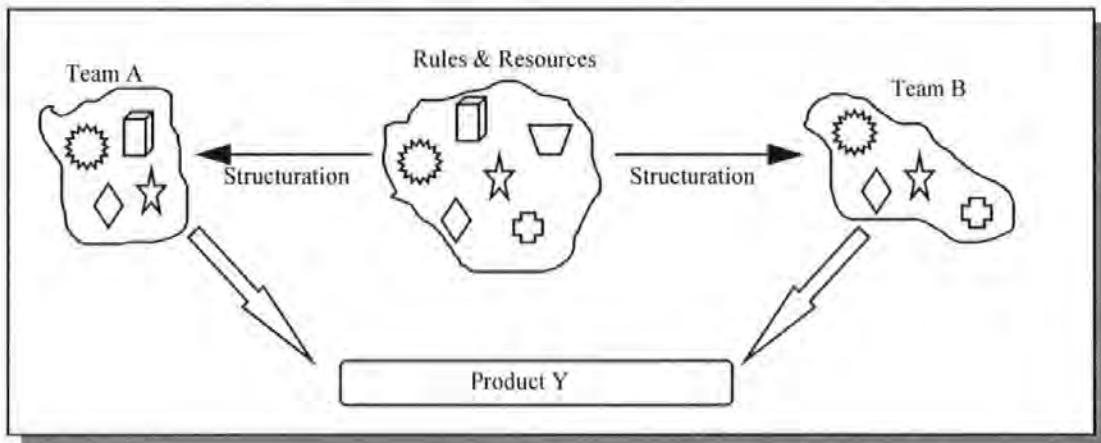 Rules & Resources
Team A
Team B
Structuration
Structuration
Product Y